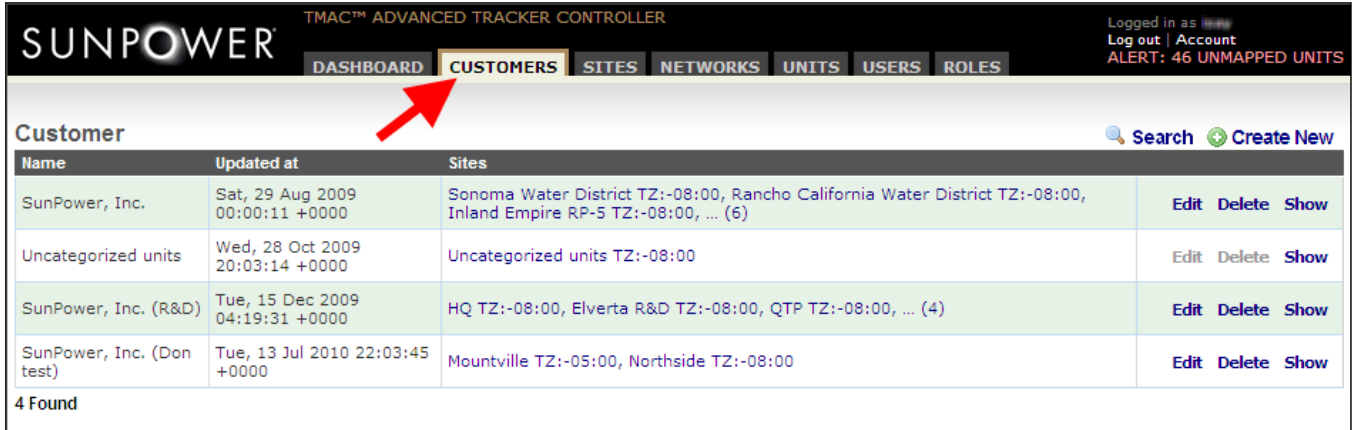 SUNPOWER
TMAC™ ADVANCED TRACKER CONTROLLER
DASHBOARD CUSTOMERS SITES NETWORKS UNITS USERS ROLES
Logged in as
Log out | Account
ALERT: 46 UNMAPPED UNITS
Customer
Search Create New
Name Updated at Sites
SunPower, Inc.
Sat, 29 Aug 2009
00:00:11 +0000
Sonoma Water District TZ:-08:00, Rancho California Water District TZ:-08:00,
Inland Empire RP-5 TZ:-08:00, ... (6)
Edit Delete Show
Uncategorized units
Wed, 28 Oct 2009
20:03:14 +0000
Uncategorized units TZ:-08:00
Edit Delete Show
SunPower, Inc. (R&D)
Tue, 15 Dec 2009
04:19:31 +0000
HQ TZ:-08:00, Elverta R&D TZ:-08:00, QTP TZ:-08:00, ... (4)
Edit Delete Show
SunPower, Inc. (Don
test)
Tue, 13 Jul 2010 22:03:45
+0000
Mountville TZ:-05:00, Northside TZ:-08:00
Edit Delete Show
4 Found